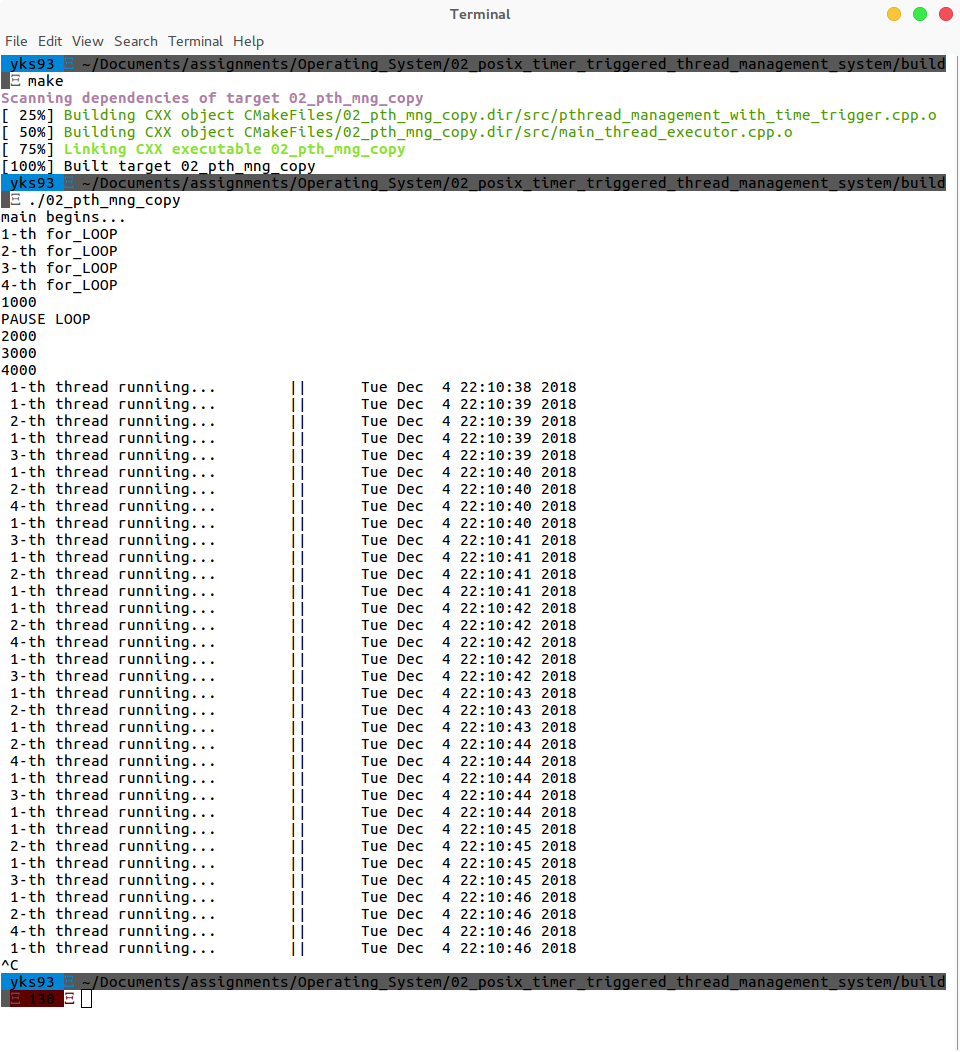 Terminal
File Edit View Search Terminal Help
yks93 ~/Documents/assignments/Operating_System/02_posix_timer_triggered_thread_management_system/build
make
Scanning dependencies of target 02_pth_mng_copy
[ 25%] Building CXX object CMakeFiles/02_pth_mng_copy.dir/src/pthread_management_with_time_trigger.cpp.o
[ 50%] Building CXX object CMakeFiles/02_pth_mng_copy.dir/src/main_thread_executor.cpp.o
[ 75%] Linking CXX executable 02_pth_mng_copy
[100%] Built target 02_pth_mng_copy
yks93 ~/Documents/assignments/Operating_System/02_posix_timer_triggered_thread_management_system/build
./02_pth_mng_copy
main begins...
1-th for_LOOP
2-th for_LOOP
3-th for_LOOP
4-th for_LOOP
1000
PAUSE LOOP
2000
3000
4000
1-th thread runniing... || Tue Dec 4 22:10:38 2018
1-th thread runniing... || Tue Dec 4 22:10:39 2018
2-th thread runniing... || Tue Dec 4 22:10:39 2018
1-th thread runniing... || Tue Dec 4 22:10:39 2018
3-th thread runniing... || Tue Dec 4 22:10:39 2018
1-th thread runniing... || Tue Dec 4 22:10:40 2018
2-th thread runniing... || Tue Dec 4 22:10:40 2018
4-th thread runniing... || Tue Dec 4 22:10:40 2018
1-th thread runniing... || Tue Dec 4 22:10:40 2018
3-th thread runniing... || Tue Dec 4 22:10:41 2018
1-th thread runniing... || Tue Dec 4 22:10:41 2018
2-th thread runniing... || Tue Dec 4 22:10:41 2018
1-th thread runniing... || Tue Dec 4 22:10:41 2018
1-th thread runniing... || Tue Dec 4 22:10:42 2018
2-th thread runniing... || Tue Dec 4 22:10:42 2018
4-th thread runniing... || Tue Dec 4 22:10:42 2018
1-th thread runniing... || Tue Dec 4 22:10:42 2018
3-th thread runniing... || Tue Dec 4 22:10:42 2018
1-th thread runniing... || Tue Dec 4 22:10:43 2018
2-th thread runniing... || Tue Dec 4 22:10:43 2018
1-th thread runniing... || Tue Dec 4 22:10:43 2018
2-th thread runniing... || Tue Dec 4 22:10:44 2018
4-th thread runniing... || Tue Dec 4 22:10:44 2018
1-th thread runniing... || Tue Dec 4 22:10:44 2018
3-th thread runniing... || Tue Dec 4 22:10:44 2018
1-th thread runniing... || Tue Dec 4 22:10:44 2018
1-th thread runniing... || Tue Dec 4 22:10:45 2018
2-th thread runniing... || Tue Dec 4 22:10:45 2018
1-th thread runniing... || Tue Dec 4 22:10:45 2018
3-th thread runniing... || Tue Dec 4 22:10:45 2018
1-th thread runniing... || Tue Dec 4 22:10:46 2018
2-th thread runniing... || Tue Dec 4 22:10:46 2018
4-th thread runniing... || Tue Dec 4 22:10:46 2018
1-th thread runniing... || Tue Dec 4 22:10:46 2018
^C
yks93 ~/Documents/assignments/Operating_System/02_posix_timer_triggered_thread_management_system/build
130